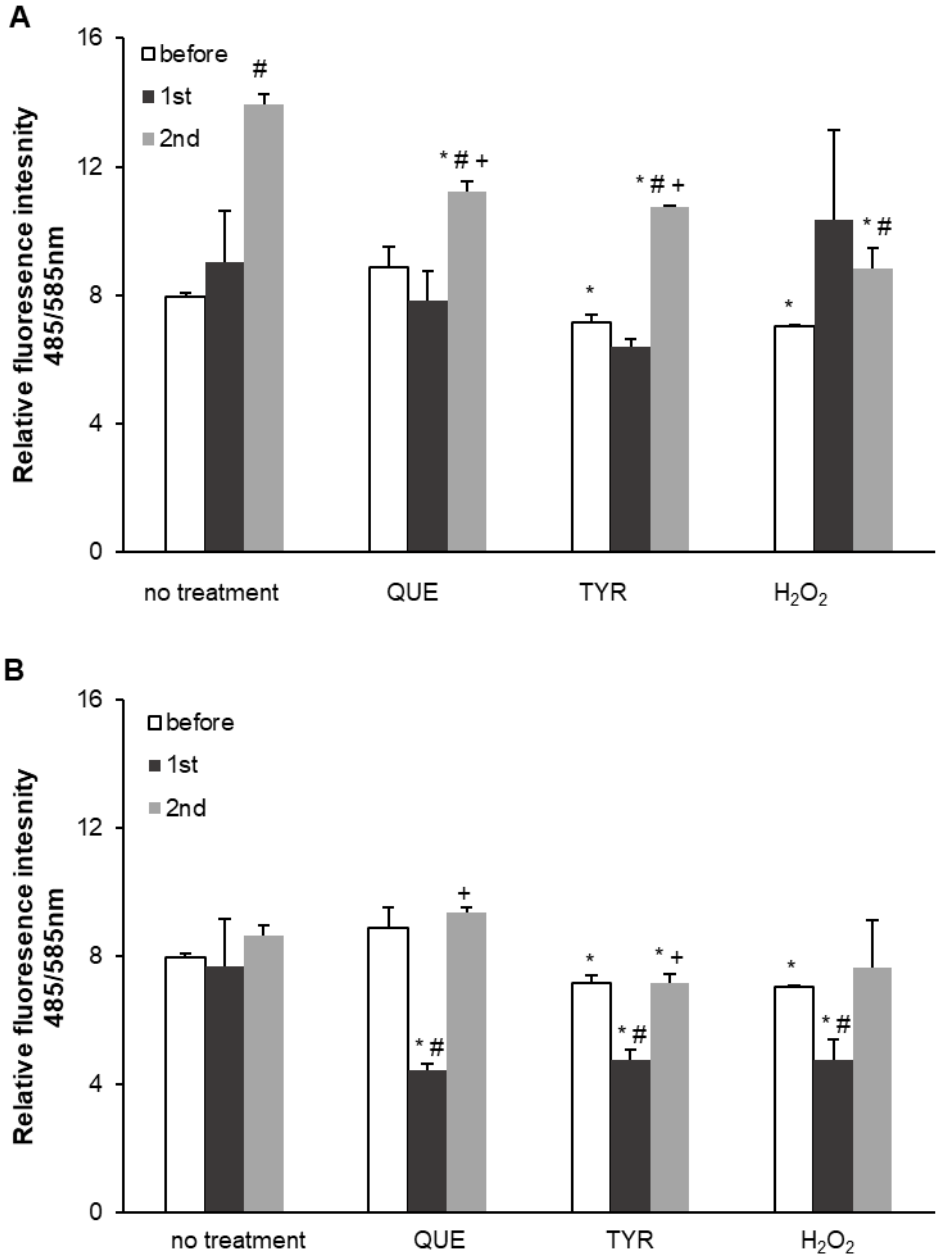 A
Relative fluoresence intesnity
485/585nm
16
12
8
4
0
before
1st
2nd
#
* # +
*
* # +
*
* #
no treatment QUE TYR H₂O₂
B
Relative fluoresence intesnity
485/585nm
16
12
8
4
0
before
1st
2nd
* #
+
*
* #
* +
*
* #
no treatment QUE TYR H₂O₂